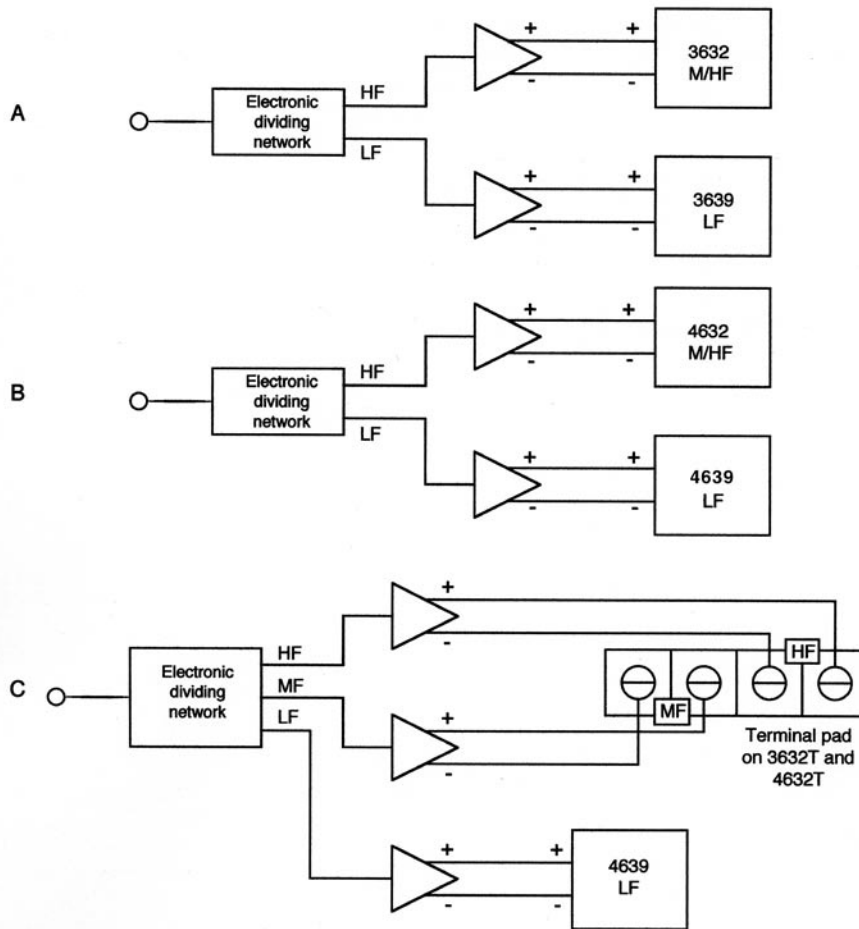 A
Electronic
dividing
network
HF
LF
+ +
- -
3632
M/HF
+ +
- -
3639
LF
B
Electronic
dividing
network
HF
LF
+ +
- -
4632
M/HF
+ +
- -
4639
LF
C
Electronic
dividing
network
HF
MF
LF
+
-
HF
MF
+
-
Terminal pad
on 3632T and
4632T
+ +
- -
4639
LF